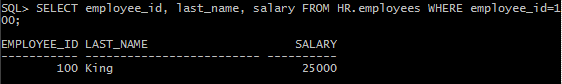 SQL> SELECT employee_id, last_name, salary FROM HR.employees WHERE employee_id=1
00;

EMPLOYEE_ID LAST_NAME                     SALARY
----------- ------------------------- ----------
        100 King                           25000